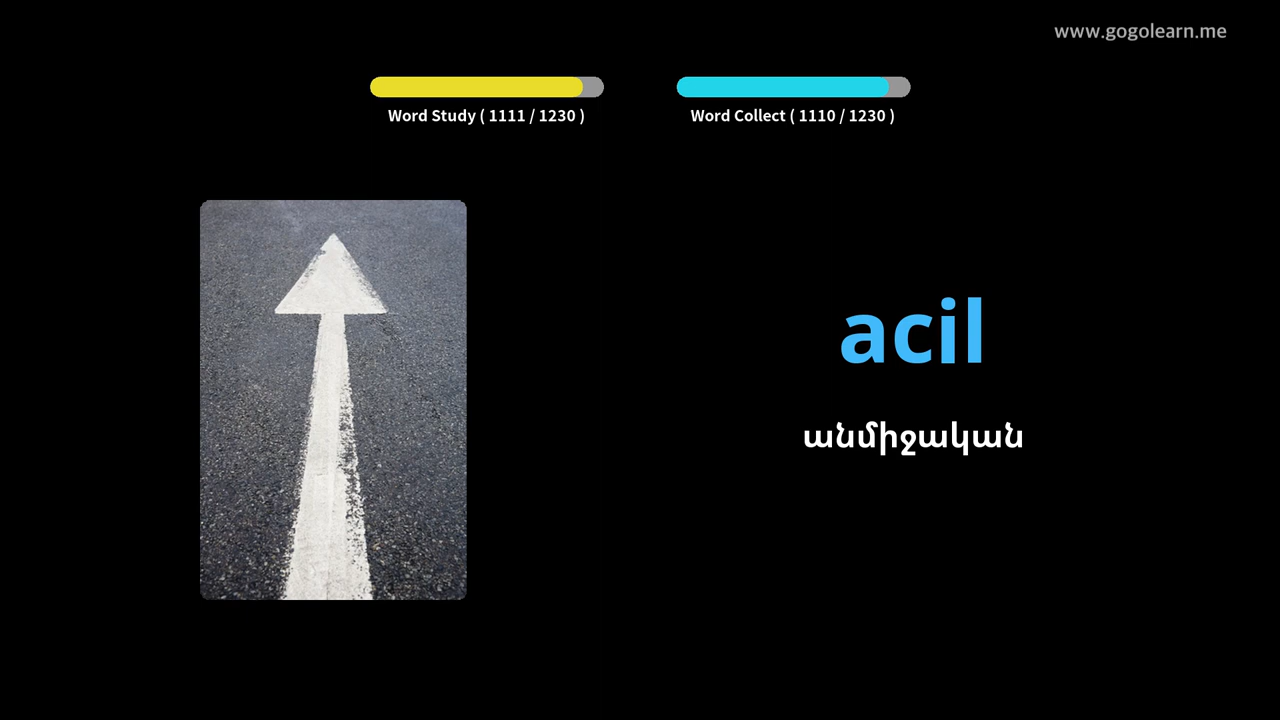 www.gogolearn.me
Word Study ( 1111 / 1230 )
Word Collect ( 1110 / 1230 )
acil
անմիջական